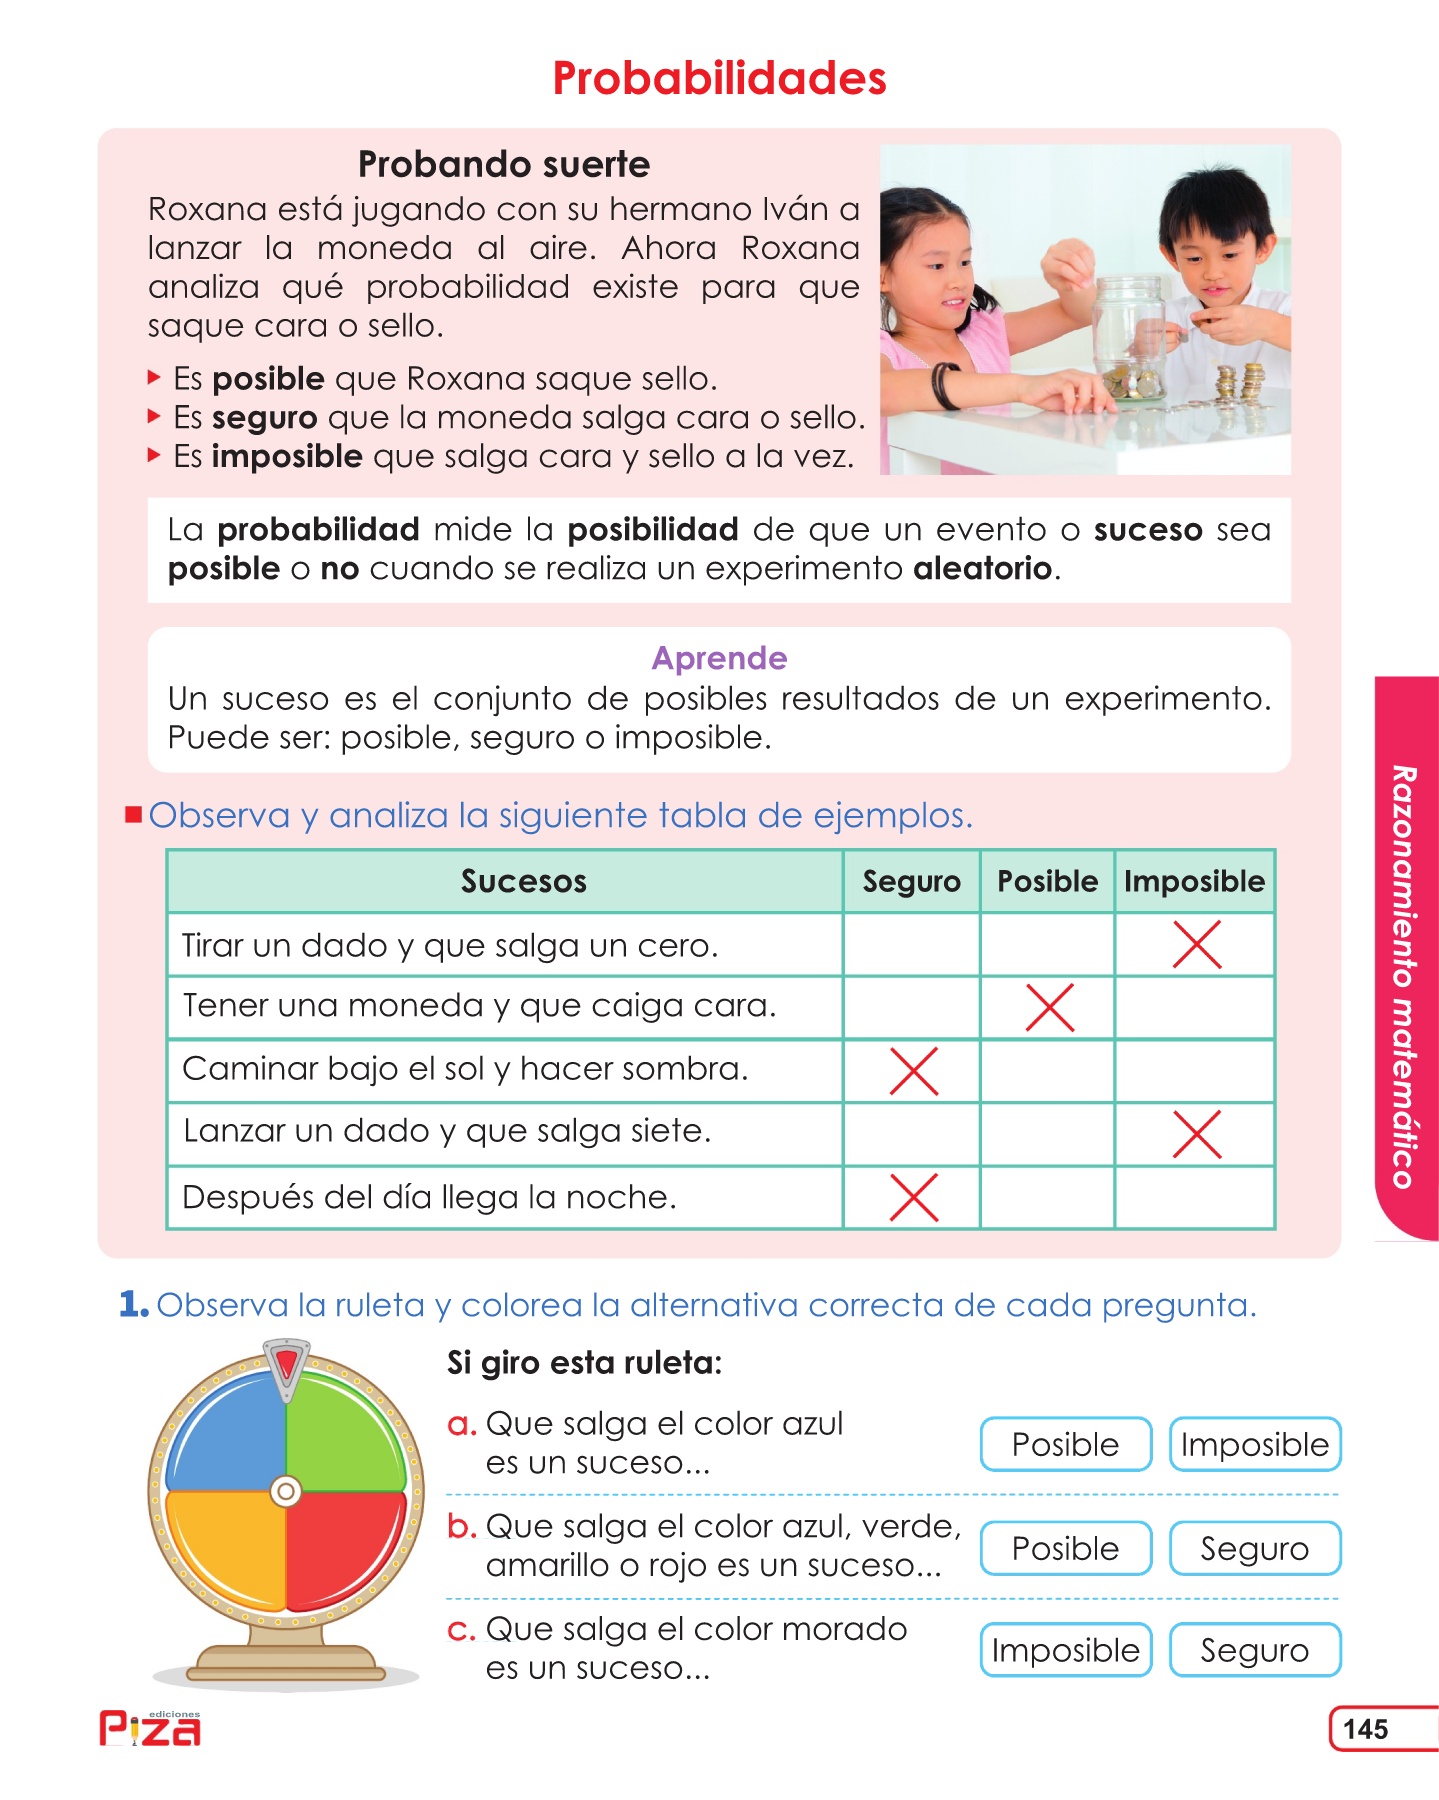 Probabilidades
Probando suerte
Roxana está jugando con su hermano Iván a
lanzar la moneda al aire. Ahora Roxana
analiza qué probabilidad existe para que
saque cara o sello.
Es posible que Roxana saque sello.
Es seguro que la moneda salga cara o sello.
Es imposible que salga cara y sello a la vez.
La probabilidad mide la posibilidad de que un evento o suceso sea
posible o no cuando se realiza un experimento aleatorio.
Aprende
Un suceso es el conjunto de posibles resultados de un experimento.
Puede ser: posible, seguro o imposible.
Observa y analiza la siguiente tabla de ejemplos.
Sucesos Seguro Posible Imposible
Tirar un dado y que salga un cero.
Tener una moneda y que caiga cara.
Caminar bajo el sol y hacer sombra.
Lanzar un dado y que salga siete.
Después del día llega la noche.
Razonamiento matemático
1. Observa la ruleta y colorea la alternativa correcta de cada pregunta.
Si giro esta ruleta:
a. Que salga el color azul
es un suceso...
Posible Imposible
b. Que salga el color azul, verde,
amarillo o rojo es un suceso...
Posible Seguro
c. Que salga el color morado
es un suceso...
Imposible Seguro
ediciones
Piza
145